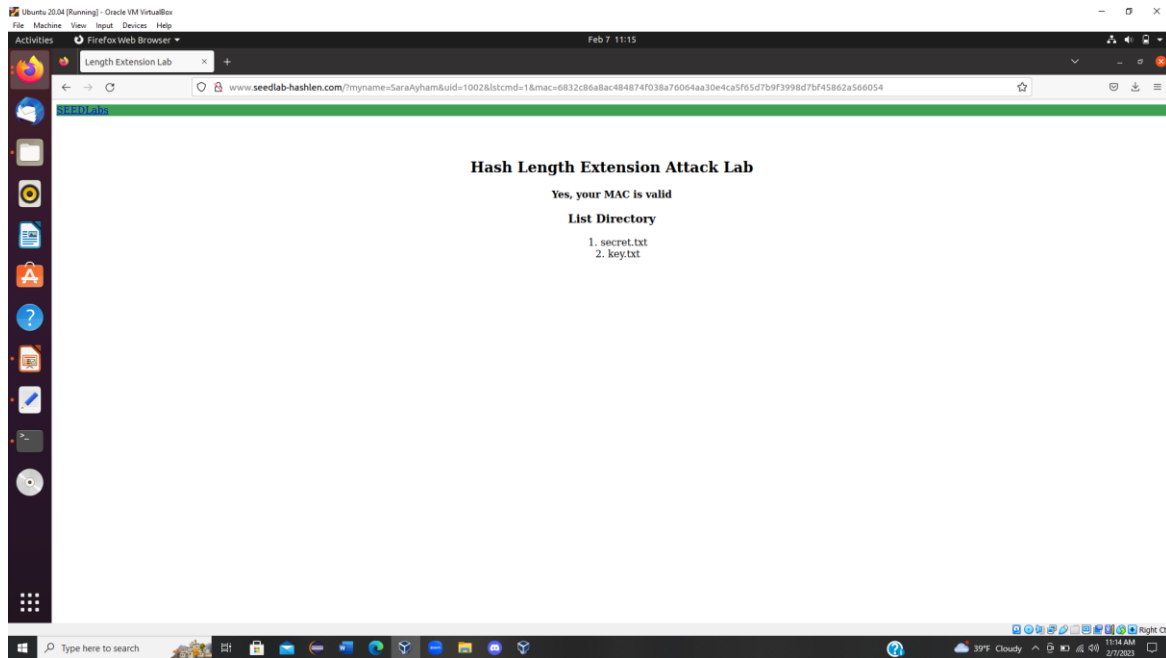 Ubuntu 20.04 [Running] - Oracle VM VirtualBox
File Machine View Input Devices Help
Activities Firefox Web Browser Feb 7 11:15
Length Extension Lab
www.seedlab-hashlen.com/?myname=SaraAyham&uid=1002&lstcmd=1&mac=6832c86a8ac484874f038a76064aa30e4ca5f65d7b9f3998d7bf45862a566054
SEEDLabs
Hash Length Extension Attack Lab
Yes, your MAC is valid
List Directory
1. secret.txt
2. key.txt
Right Ct
Type here to search
39°F Cloudy
11:14 AM
2/7/2023